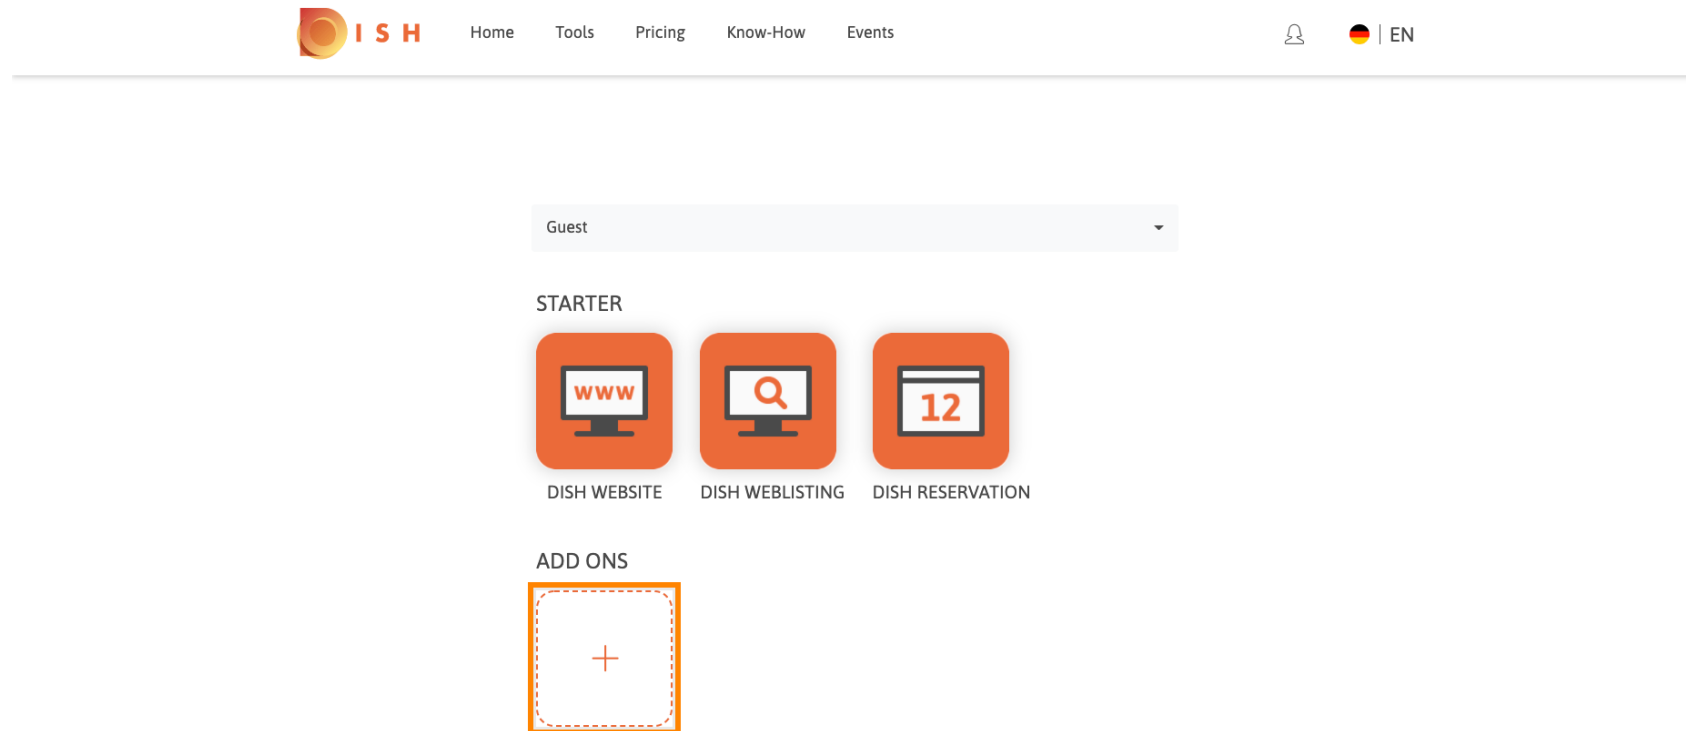 DISH Home Tools Pricing Know-How Events EN
Guest
STARTER
www 12
DISH WEBSITE DISH WEBLISTING DISH RESERVATION
ADD ONS